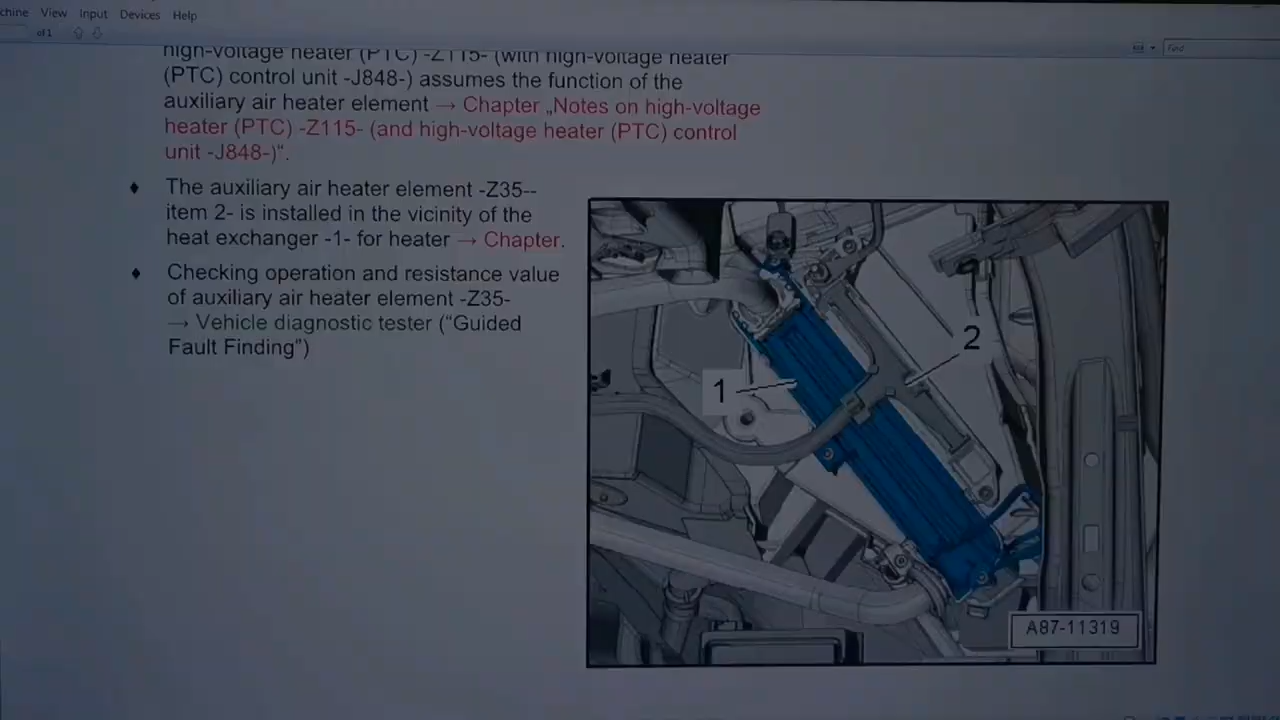 chine View Input Devices Help
of 1
Find
high-voltage heater (PTC) -Z115- (with high-voltage heater
(PTC) control unit -J848-) assumes the function of the
auxiliary air heater element → Chapter „Notes on high-voltage
heater (PTC) -Z115- (and high-voltage heater (PTC) control
unit -J848-)“.
♦ The auxiliary air heater element -Z35--
item 2- is installed in the vicinity of the
heat exchanger -1- for heater → Chapter.
♦ Checking operation and resistance value
of auxiliary air heater element -Z35-
→ Vehicle diagnostic tester (“Guided
Fault Finding”)
2
1
A87-11319